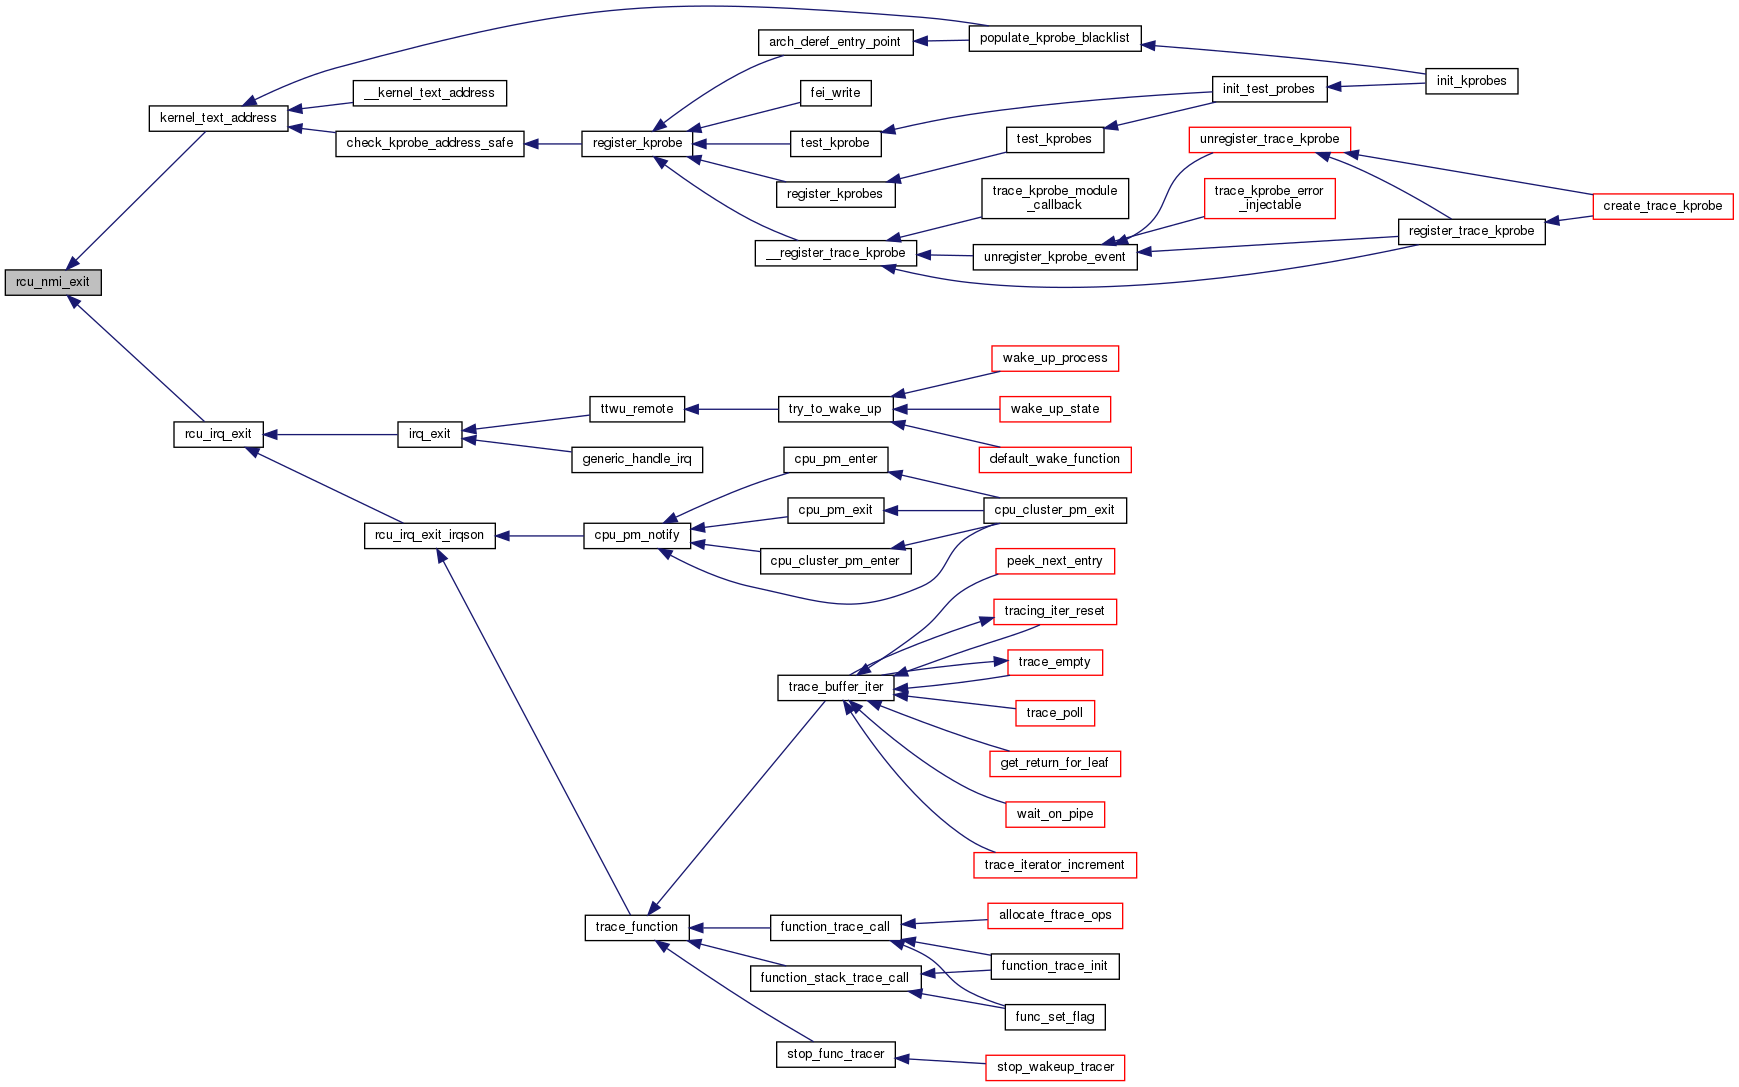 populate_kprobe_blacklist
arch_deref_entry_point
init_kprobes
__kernel_text_address
fei_write
init_test_probes
kernel_text_address
check_kprobe_address_safe
register_kprobe
test_kprobe
test_kprobes
unregister_trace_kprobe
register_kprobes
trace_kprobe_module
_callback
trace_kprobe_error
_injectable
create_trace_kprobe
register_trace_kprobe
__register_trace_kprobe
unregister_kprobe_event
rcu_nmi_exit
wake_up_process
ttwu_remote
try_to_wake_up
wake_up_state
rcu_irq_exit
irq_exit
generic_handle_irq
cpu_pm_enter
default_wake_function
cpu_pm_exit
cpu_cluster_pm_exit
rcu_irq_exit_irqson
cpu_pm_notify
cpu_cluster_pm_enter
peek_next_entry
tracing_iter_reset
trace_empty
trace_buffer_iter
trace_poll
get_return_for_leaf
wait_on_pipe
trace_iterator_increment
allocate_ftrace_ops
trace_function
function_trace_call
function_trace_init
function_stack_trace_call
func_set_flag
stop_func_tracer
stop_wakeup_tracer